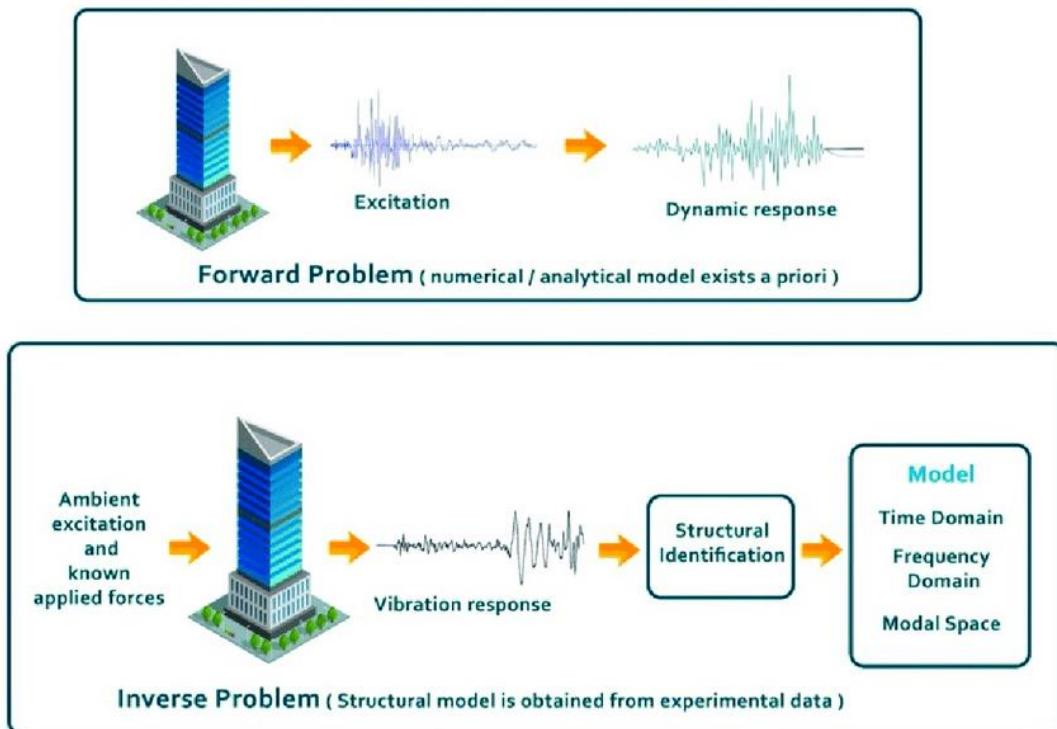 Excitation
Dynamic response
Forward Problem ( numerical / analytical model exists a priori )
Ambient
excitation
and
known
applied forces
Vibration response
Structural
Identification
Model
Time Domain
Frequency
Domain
Modal Space
Inverse Problem ( Structural model is obtained from experimental data )